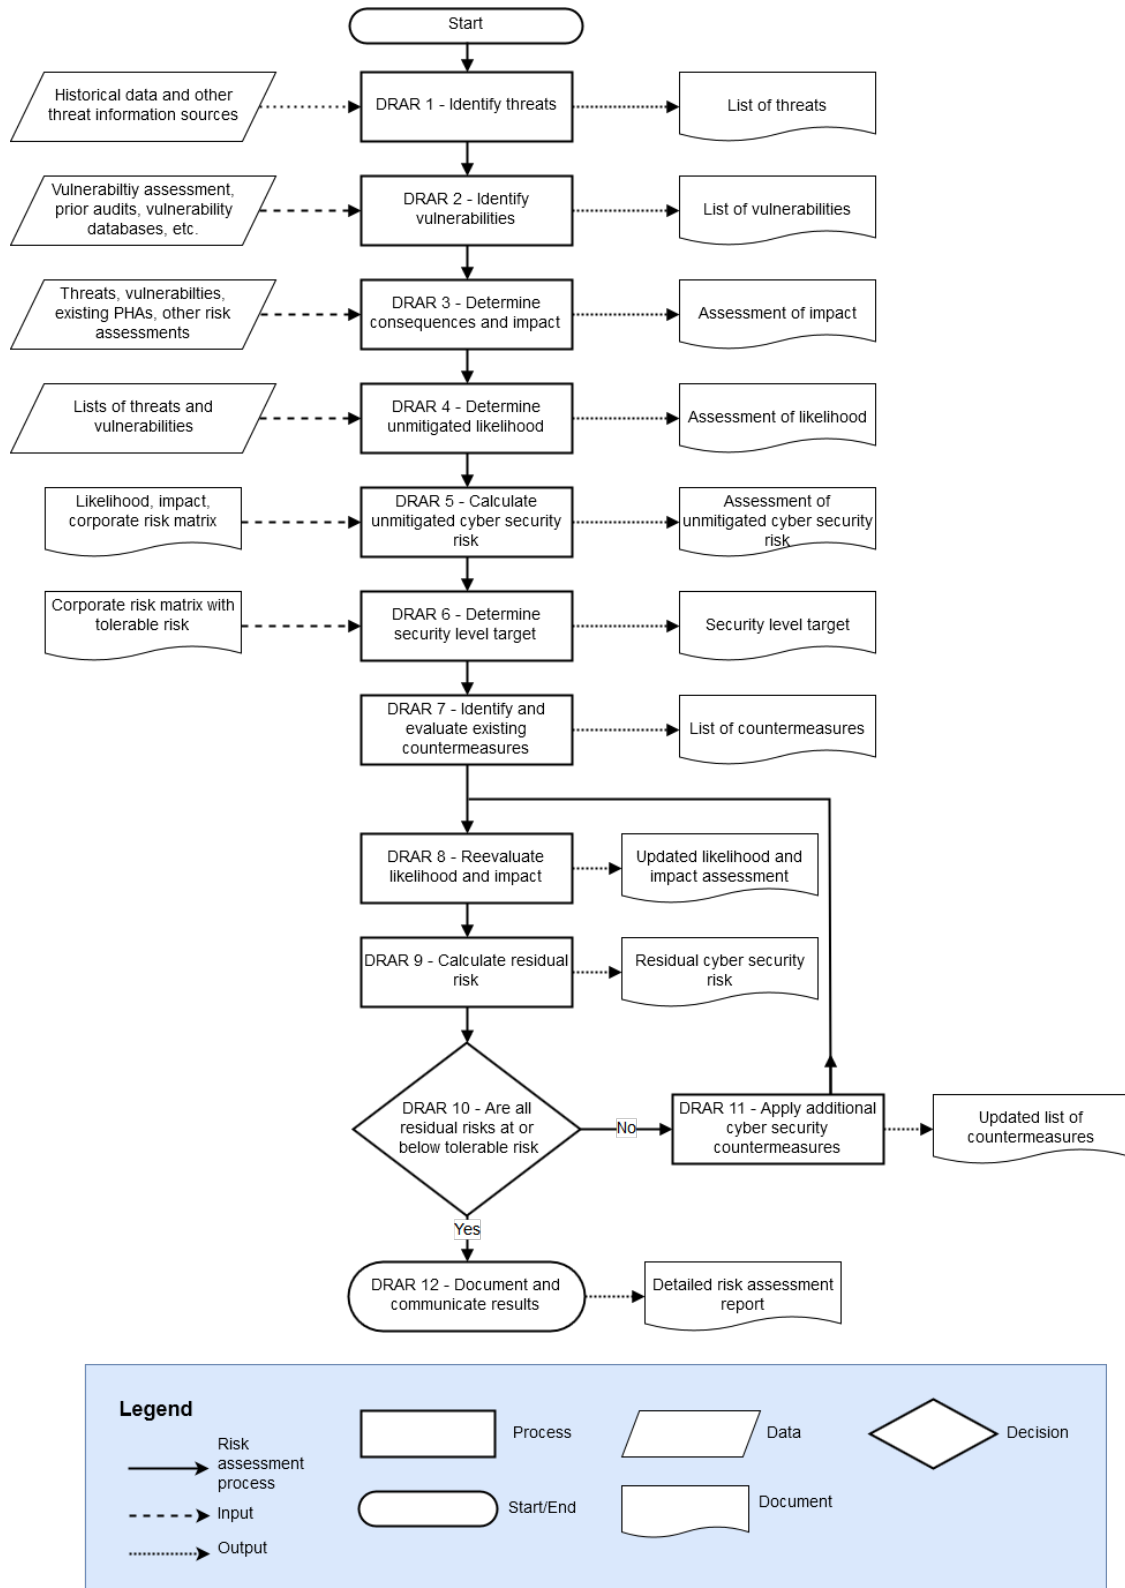 Start
Historical data and other
threat information sources
DRAR 1 - Identify threats
List of threats
Vulnerabiltiy assessment,
prior audits, vulnerability
databases, etc.
DRAR 2 - Identify
vulnerabilities
List of vulnerabilities
Threats, vulnerabilties,
existing PHAs, other risk
assessments
DRAR 3 - Determine
consequences and impact
Assessment of impact
Lists of threats and
vulnerabilities
DRAR 4 - Determine
unmitigated likelihood
Assessment of likelihood
Likelihood, impact,
corporate risk matrix
DRAR 5 - Calculate
unmitigated cyber security
risk
Assessment of
unmitigated cyber security
risk
Corporate risk matrix with
tolerable risk
DRAR 6 - Determine
security level target
Security level target
DRAR 7 - Identify and
evaluate existing
countermeasures
List of countermeasures
DRAR 8 - Reevaluate
likelihood and impact
Updated likelihood and
impact assessment
DRAR 9 - Calculate residual
risk
Residual cyber security
risk
DRAR 10 - Are all
residual risks at or
below tolerable risk
No
DRAR 11 - Apply additional
cyber security
countermeasures
Updated list of
countermeasures
Yes
DRAR 12 - Document and
communicate results
Detailed risk assessment
report
Legend
Risk
assessment
process
Input
Output
Process
Start/End
Data
Document
Decision